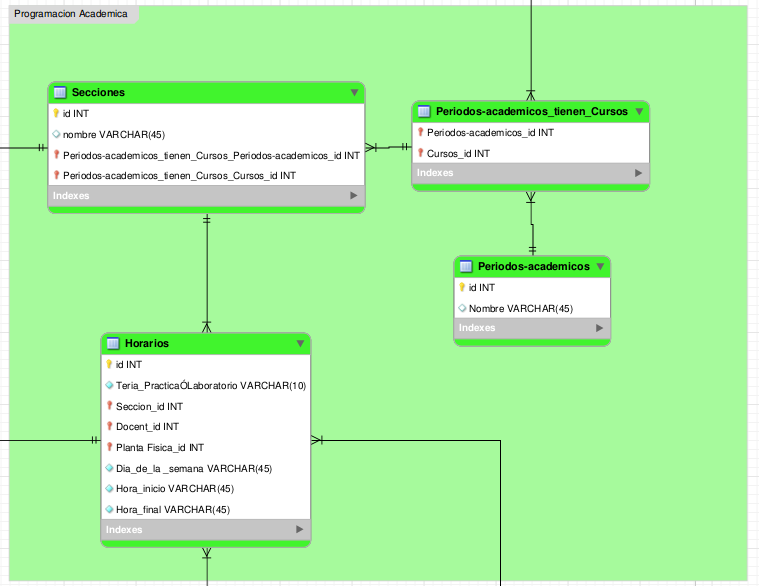 Programacion Academica
Secciones
id INT
nombre VARCHAR(45)
Periodos-academicos_tienen_Cursos_Periodos-academicos_id INT
Periodos-academicos_tienen_Cursos_Cursos_id INT
Indexes
Periodos-academicos_tienen_Cursos
Periodos-academicos_id INT
Cursos_id INT
Indexes
Periodos-academicos
id INT
Nombre VARCHAR(45)
Indexes
Horarios
id INT
Teria_PracticaÓLaboratorio VARCHAR(10)
Seccion_id INT
Docent_id INT
Planta Fisica_id INT
Dia_de_la _semana VARCHAR(45)
Hora_inicio VARCHAR(45)
Hora_final VARCHAR(45)
Indexes